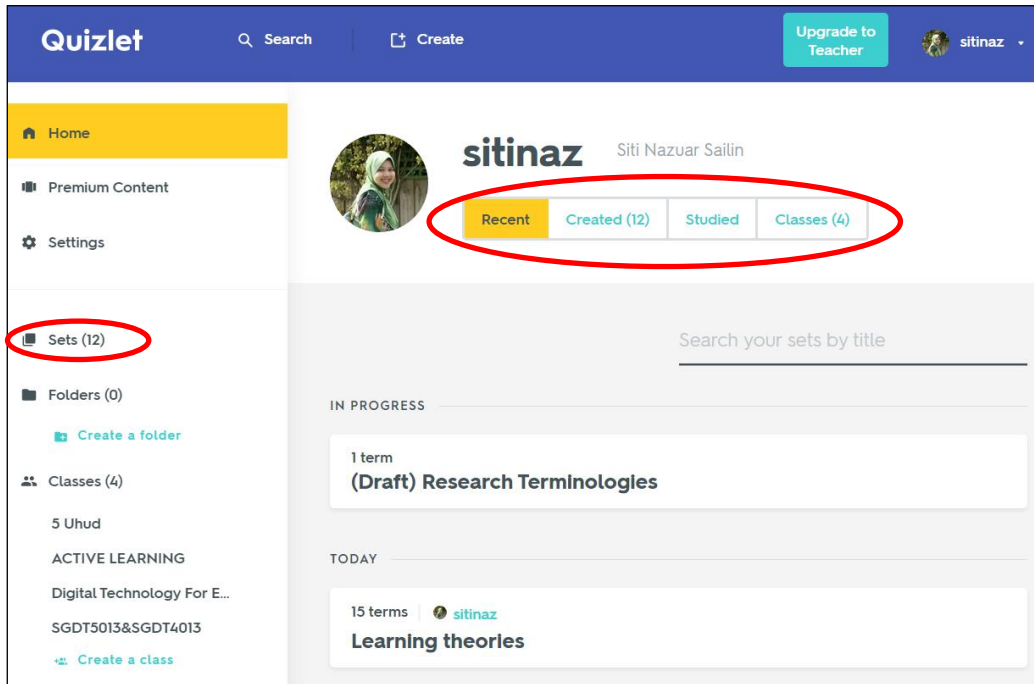 Quizlet
Search
Create
Upgrade to
Teacher
sitinaz
Home
Premium Content
Settings
Sets (12)
Folders (0)
Create a folder
Classes (4)
5 Uhud
ACTIVE LEARNING
Digital Technology For E...
SGDT5013&SGDT4013
Create a class
sitinaz Siti Nazuar Sailin
Recent Created (12) Studied Classes (4)
Search your sets by title
IN PROGRESS
1 term
(Draft) Research Terminologies
TODAY
15 terms sitinaz
Learning theories